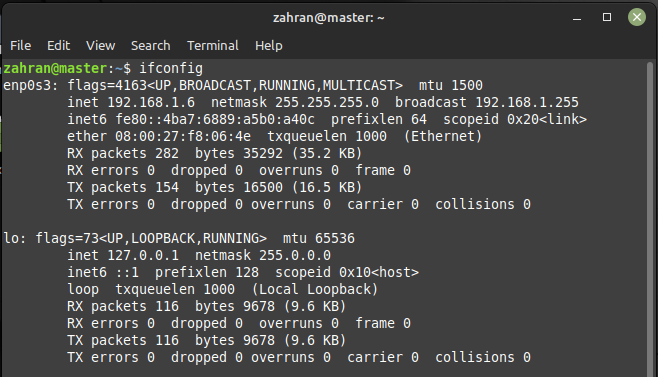 zahran@master: ~
File Edit View Search Terminal Help
zahran@master:~$ ifconfig
enp0s3: flags=4163<UP,BROADCAST,RUNNING,MULTICAST>  mtu 1500
        inet 192.168.1.6  netmask 255.255.255.0  broadcast 192.168.1.255
        inet6 fe80::4ba7:6889:a5b0:a40c  prefixlen 64  scopeid 0x20<link>
        ether 08:00:27:f8:06:4e  txqueuelen 1000  (Ethernet)
        RX packets 282  bytes 35292 (35.2 KB)
        RX errors 0  dropped 0  overruns 0  frame 0
        TX packets 154  bytes 16500 (16.5 KB)
        TX errors 0  dropped 0 overruns 0  carrier 0  collisions 0

lo: flags=73<UP,LOOPBACK,RUNNING>  mtu 65536
        inet 127.0.0.1  netmask 255.0.0.0
        inet6 ::1  prefixlen 128  scopeid 0x10<host>
        loop  txqueuelen 1000  (Local Loopback)
        RX packets 116  bytes 9678 (9.6 KB)
        RX errors 0  dropped 0  overruns 0  frame 0
        TX packets 116  bytes 9678 (9.6 KB)
        TX errors 0  dropped 0 overruns 0  carrier 0  collisions 0